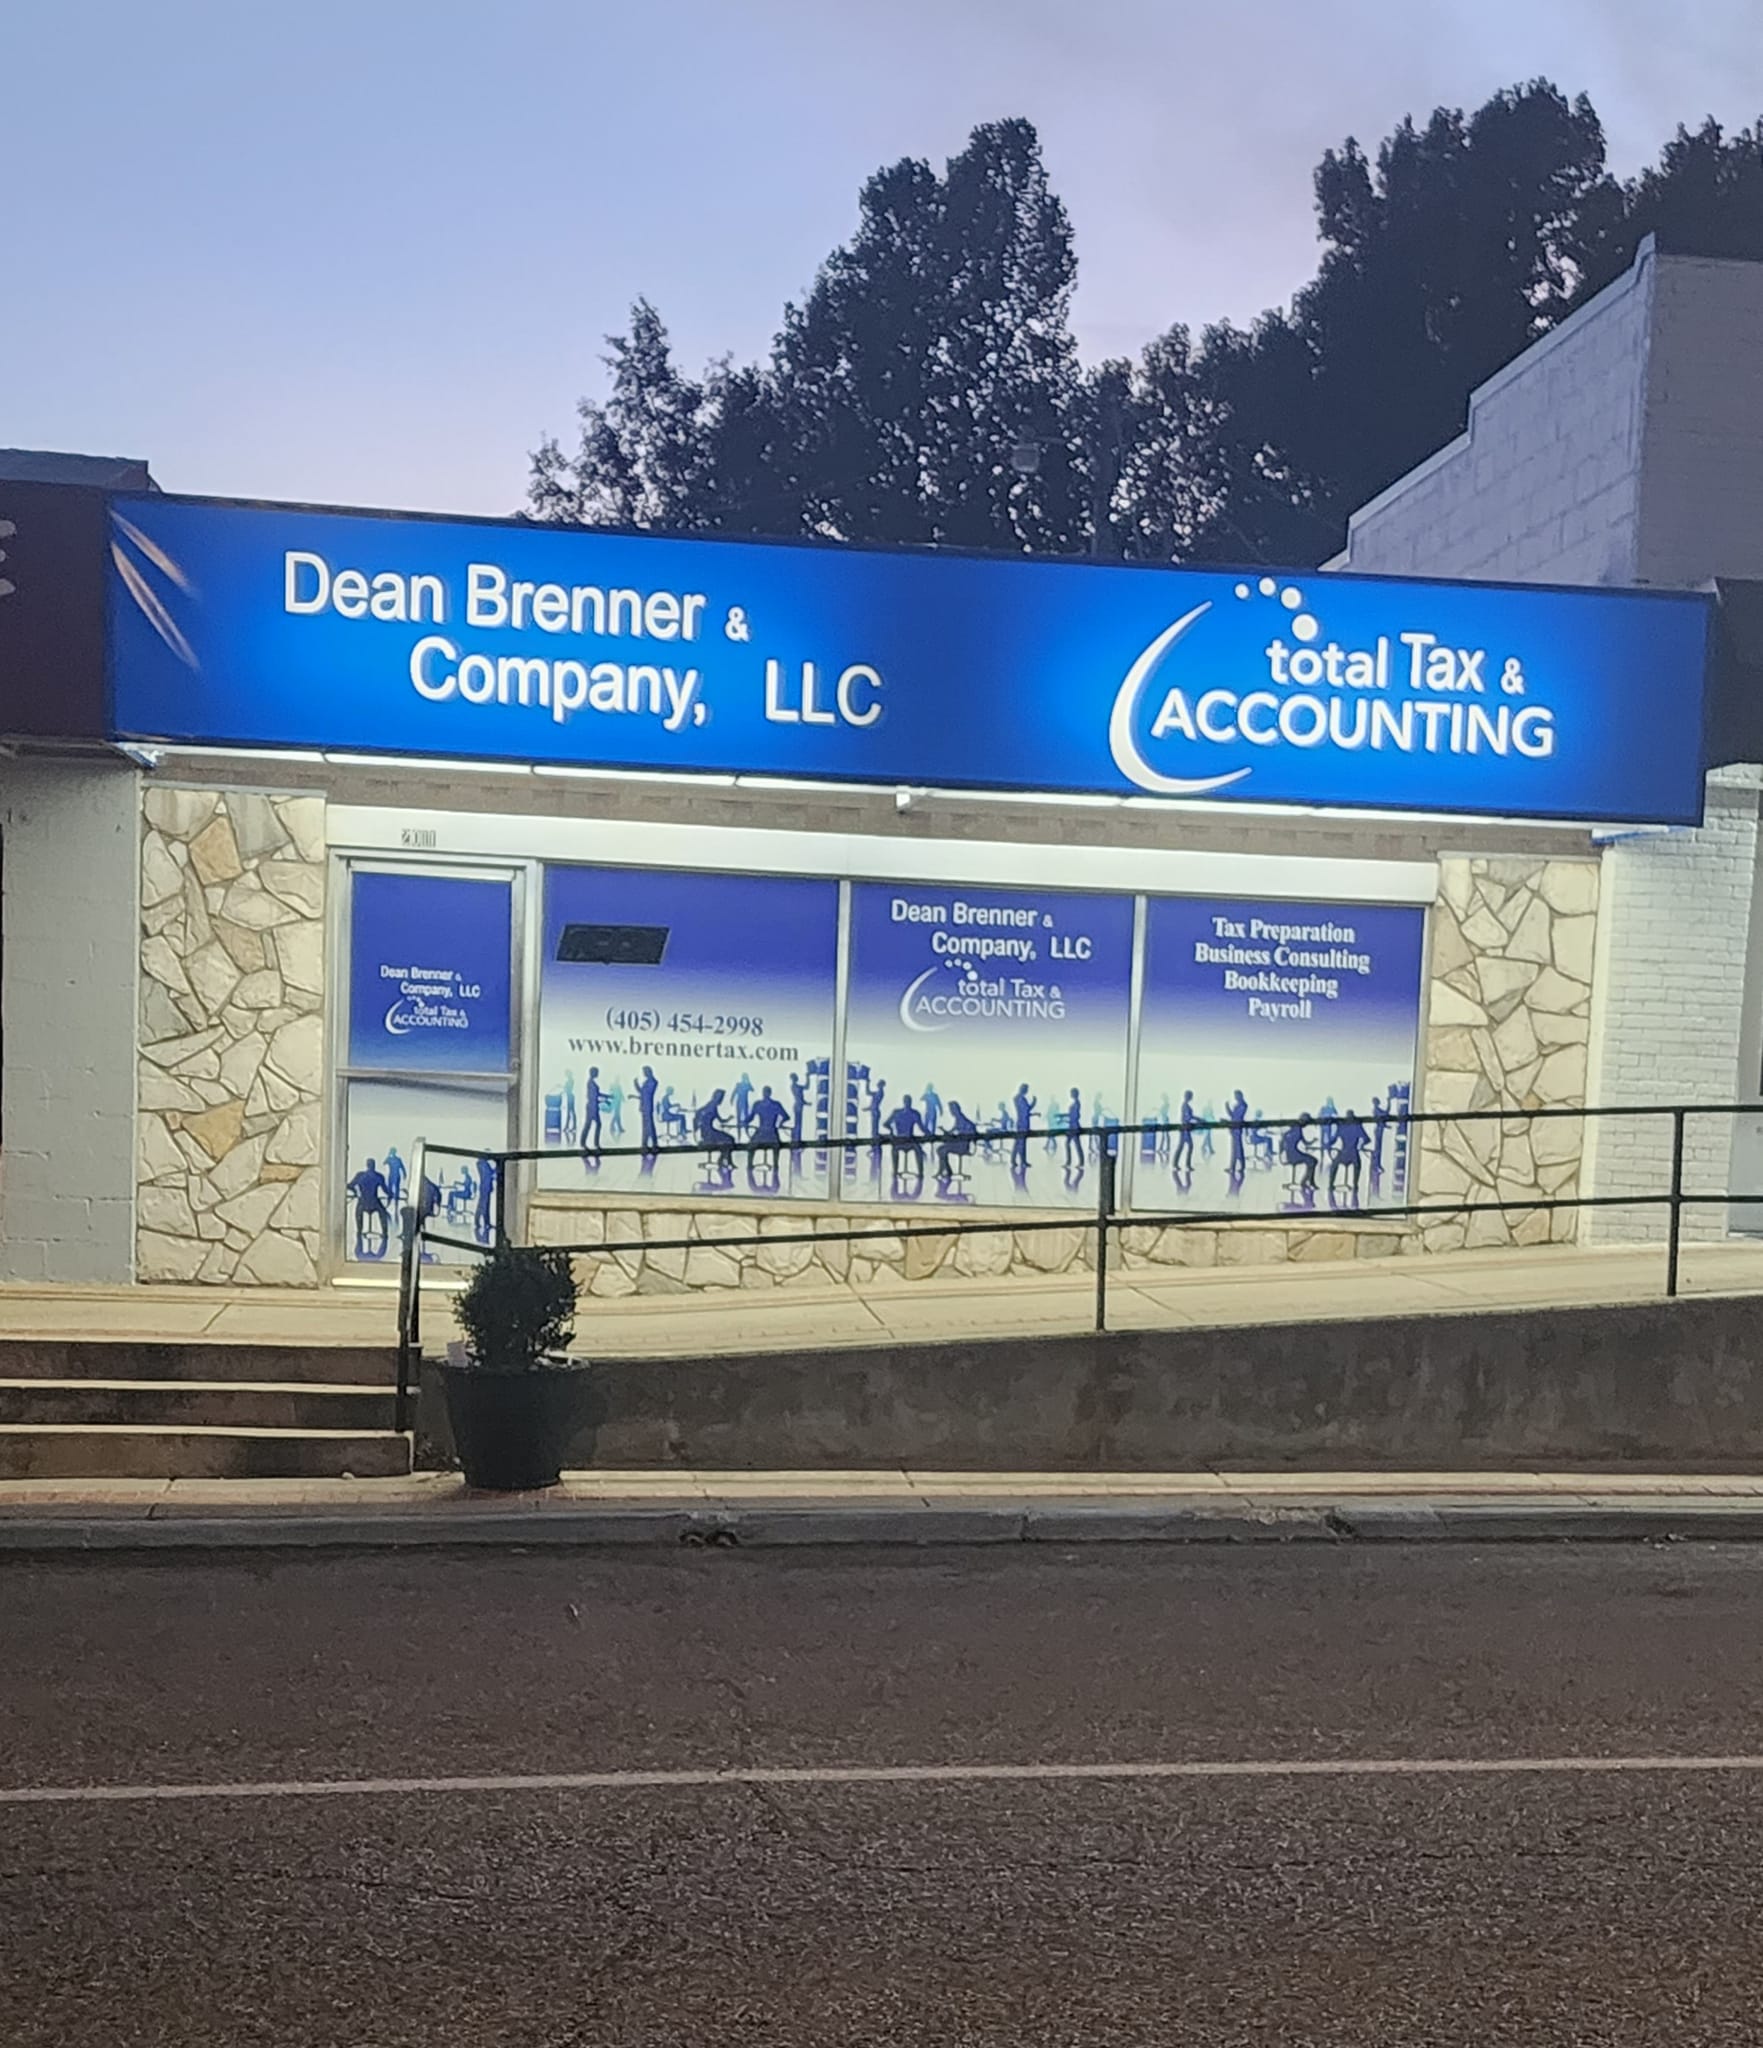 Dean Brenner &
Company, LLC
total Tax &
ACCOUNTING
Dean Brenner &
Company, LLC
total Tax &
ACCOUNTING
(405) 454-2998
www.brennertax.com
Dean Brenner &
Company, LLC
total Tax &
ACCOUNTING
Tax Preparation
Business Consulting
Bookkeeping
Payroll